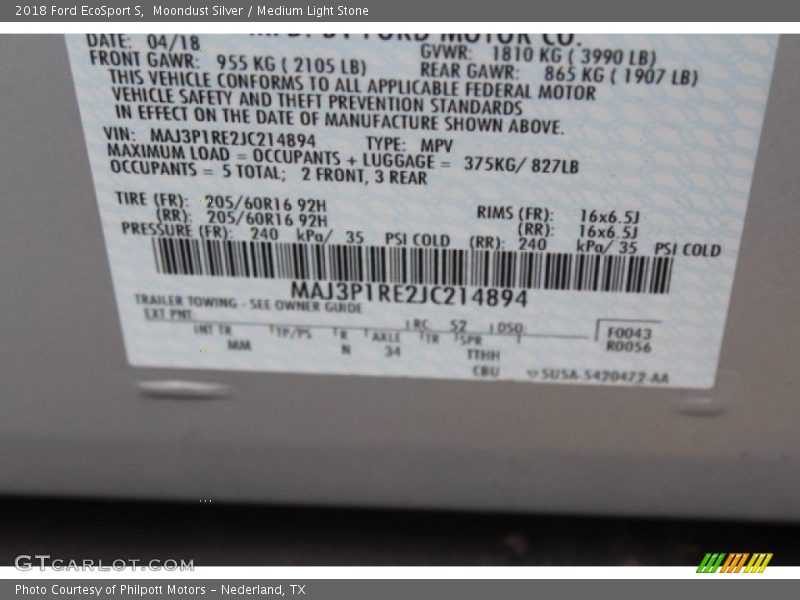 2018 Ford EcoSport S,  Moondust Silver / Medium Light Stone
FORD MOTOR CO.
DATE: 04/18 GVWR: 1810 KG ( 3990 LB)
FRONT GAWR: 955 KG ( 2105 LB) REAR GAWR: 865 KG ( 1907 LB)
THIS VEHICLE CONFORMS TO ALL APPLICABLE FEDERAL MOTOR
VEHICLE SAFETY AND THEFT PREVENTION STANDARDS
IN EFFECT ON THE DATE OF MANUFACTURE SHOWN ABOVE.
VIN: MAJ3P1RE2JC214894 TYPE: MPV
MAXIMUM LOAD = OCCUPANTS + LUGGAGE = 375KG/ 827LB
OCCUPANTS = 5 TOTAL; 2 FRONT, 3 REAR
TIRE (FR): 205/60R16 92H RIMS (FR): 16x6.5J
(RR): 205/60R16 92H (RR): 16x6.5J
PRESSURE (FR): 240 kPa/ 35 PSI COLD (RR): 240 kPa/ 35 PSI COLD
MAJ3P1RE2JC214894
TRAILER TOWING - SEE OWNER GUIDE
EXT PNT: RC 52 DSO F0043
INT TR TP/PS R AXLE TR SPR R0056
MM N 34 TTHH
CBU SU5A-5420472-AA
GTCARLOT.COM
Photo Courtesy of Philpott Motors – Nederland, TX